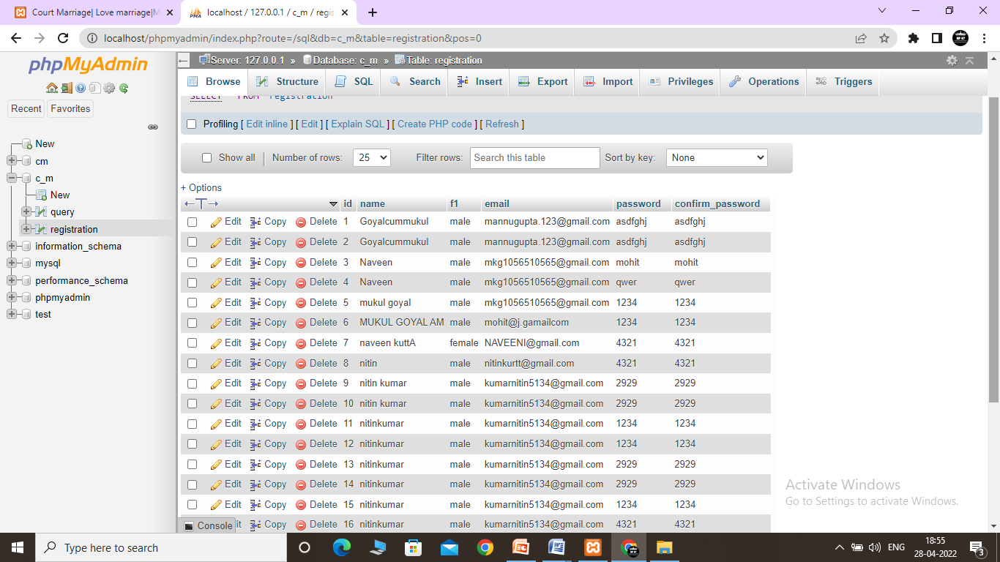 Court Marriage| Love marriage|M
localhost / 127.0.0.1 / c_m / regis
localhost/phpmyadmin/index.php?route=/sql&db=c_m&table=registration&pos=0
phpMyAdmin
Recent Favorites
New
cm
c_m
New
query
registration
information_schema
mysql
performance_schema
phpmyadmin
test
Server: 127.0.0.1 » Database: c_m » Table: registration
Browse Structure SQL Search Insert Export Import Privileges Operations Triggers
SELECT * FROM `registration`
Profiling [ Edit inline ] [ Edit ] [ Explain SQL ] [ Create PHP code ] [ Refresh ]
Show all | Number of rows: 25 Filter rows: Search this table Sort by key: None
+ Options
←T→ id name f1 email password confirm_password
Edit Copy Delete 1 Goyalcummukul male mannugupta.123@gmail.com asdfghj asdfghj
Edit Copy Delete 2 Goyalcummukul male mannugupta.123@gmail.com asdfghj asdfghj
Edit Copy Delete 3 Naveen male mkg1056510565@gmail.com mohit mohit
Edit Copy Delete 4 Naveen male mkg1056510565@gmail.com qwer qwer
Edit Copy Delete 5 mukul goyal male mkg1056510565@gmail.com 1234 1234
Edit Copy Delete 6 MUKUL GOYAL AM male mohit@j.gamailcom 1234 1234
Edit Copy Delete 7 naveen kuttA female NAVEENI@gmail.com 4321 4321
Edit Copy Delete 8 nitin male nitinkurtt@gmail.com 4321 4321
Edit Copy Delete 9 nitin kumar male kumarnitin5134@gmail.com 2929 2929
Edit Copy Delete 10 nitin kumar male kumarnitin5134@gmail.com 2929 2929
Edit Copy Delete 11 nitinkumar male kumarnitin5134@gmail.com 1234 1234
Edit Copy Delete 12 nitinkumar male kumarnitin5134@gmail.com 1234 1234
Edit Copy Delete 13 nitinkumar male kumarnitin5134@gmail.com 2929 2929
Edit Copy Delete 14 nitinkumar male kumarnitin5134@gmail.com 2929 2929
Edit Copy Delete 15 nitinkumar male kumarnitin5134@gmail.com 1234 1234
Console it Copy Delete 16 nitinkumar male kumarnitin5134@gmail.com 4321 4321
Activate Windows
Go to Settings to activate Windows.
Type here to search
ENG
18:55
28-04-2022
3